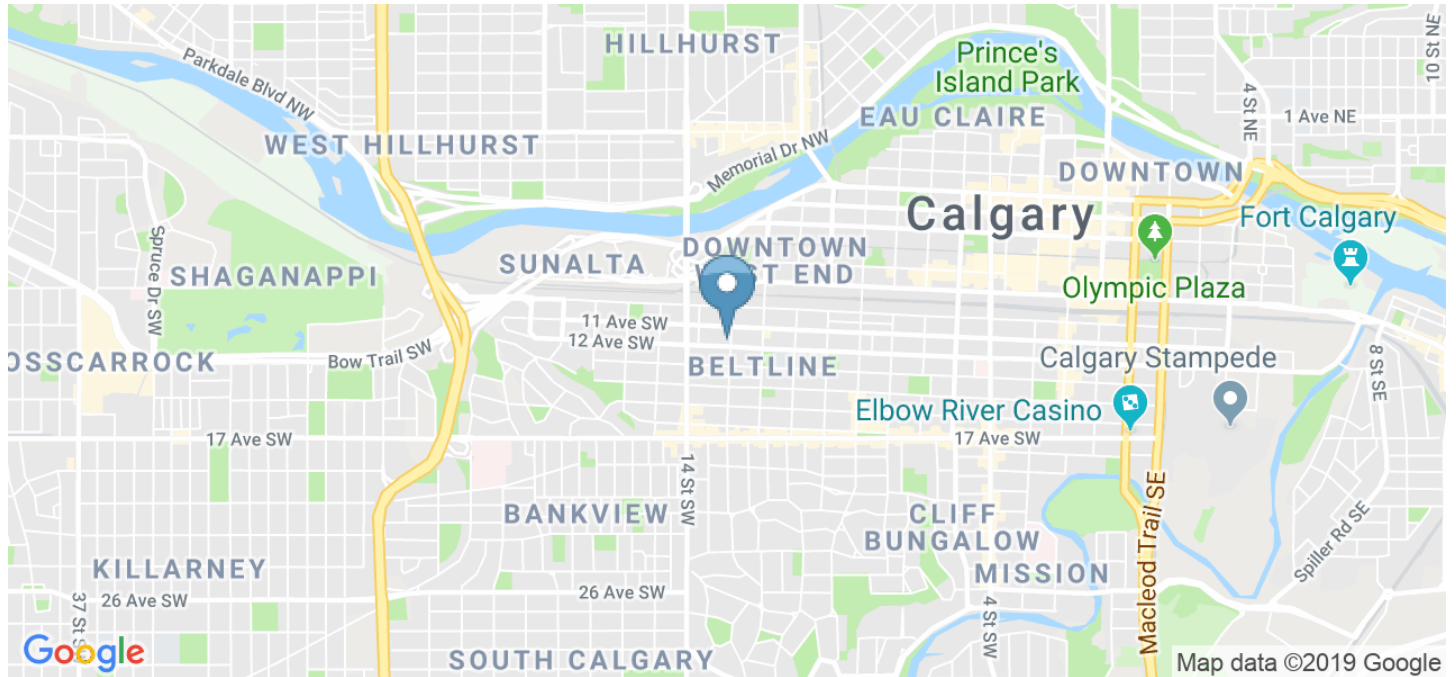 HILLHURST
Prince's
Island Park
10 St NE
Parkdale Blvd NW
4 St NE
EAU CLAIRE
1 Ave NE
WEST HILLHURST
Memorial Dr NW
DOWNTOWN
Calgary
Fort Calgary
Spruce Dr SW
SHAGANAPPI
SUNALTA
DOWNTOWN
WEST END
Olympic Plaza
11 Ave SW
12 Ave SW
Bow Trail SW
OSSCARROCK
BELTLINE
Calgary Stampede
8 St SE
Elbow River Casino
17 Ave SW
17 Ave SW
14 St SW
BANKVIEW
CLIFF
BUNGALOW
Macleod Trail SE
Spiller Rd SE
KILLARNEY
MISSION
26 Ave SW
26 Ave SW
37 St
4 St SW
SOUTH CALGARY
Google
Map data ©2019 Google